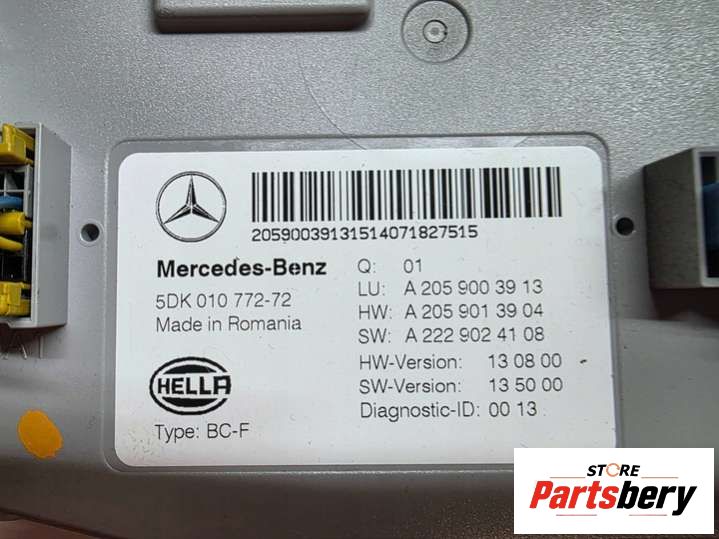 20590039131514071827515
Mercedes-Benz
5DK 010 772-72
Made in Romania
HELLA
Type: BC-F
Q: 01
LU: A 205 900 39 13
HW: A 205 901 39 04
SW: A 222 902 41 08
HW-Version: 13 08 00
SW-Version: 13 50 00
Diagnostic-ID: 00 13
STORE
Partsbery